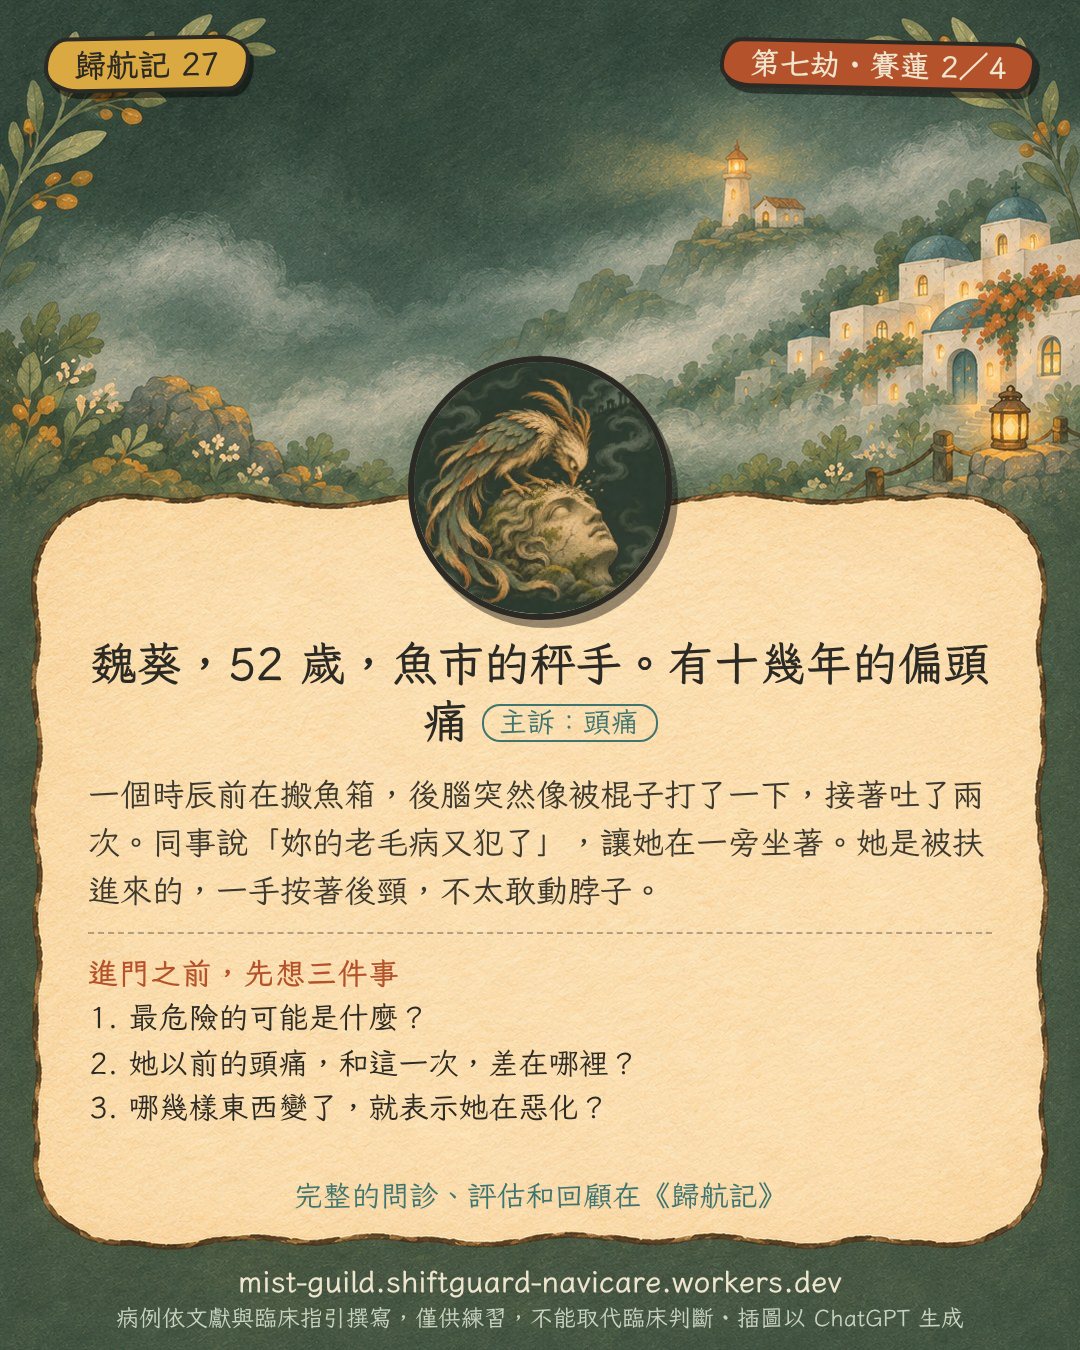 歸航記 27
第七劫・賽蓮 2／4
魏葵，52 歲，魚市的秤手。有十幾年的偏頭
痛 主訴：頭痛
一個時辰前在搬魚箱，後腦突然像被棍子打了一下，接著吐了兩
次。同事說「妳的老毛病又犯了」，讓她在一旁坐著。她是被扶
進來的，一手按著後頸，不太敢動脖子。
進門之前，先想三件事
1. 最危險的可能是什麼？
2. 她以前的頭痛，和這一次，差在哪裡？
3. 哪幾樣東西變了，就表示她在惡化？
完整的問診、評估和回顧在《歸航記》
mist-guild.shiftguard-navicare.workers.dev
病例依文獻與臨床指引撰寫，僅供練習，不能取代臨床判斷・插圖以 ChatGPT 生成